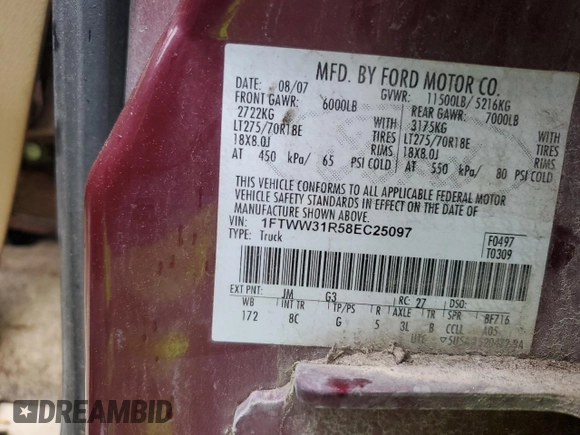 MFD. BY FORD MOTOR CO.
DATE: 08/07 GVWR: 11500LB/ 5216KG
FRONT GAWR: 6000LB REAR GAWR: 7000LB
2722KG WITH 3175KG WITH
LT275/70R18E TIRES LT275/70R18E TIRES
18X8.0J RIMS 18X8.0J RIMS
AT 450 kPa/ 65 PSI COLD AT 550 kPa/ 80 PSI COLD
THIS VEHICLE CONFORMS TO ALL APPLICABLE FEDERAL MOTOR
VEHICLE SAFETY STANDARDS IN EFFECT ON THE DATE OF
MANUFACTURE SHOWN ABOVE.
VIN: 1FTWW31R58EC25097
TYPE: Truck
F0497
T0309
EXT PNT: JM G3 RC: 27 DSO:
WB INT TR TP/PS R AXLE TR SPR BF716
172 8C G 5 3L B CCLL A05
UTC
DREAMBID